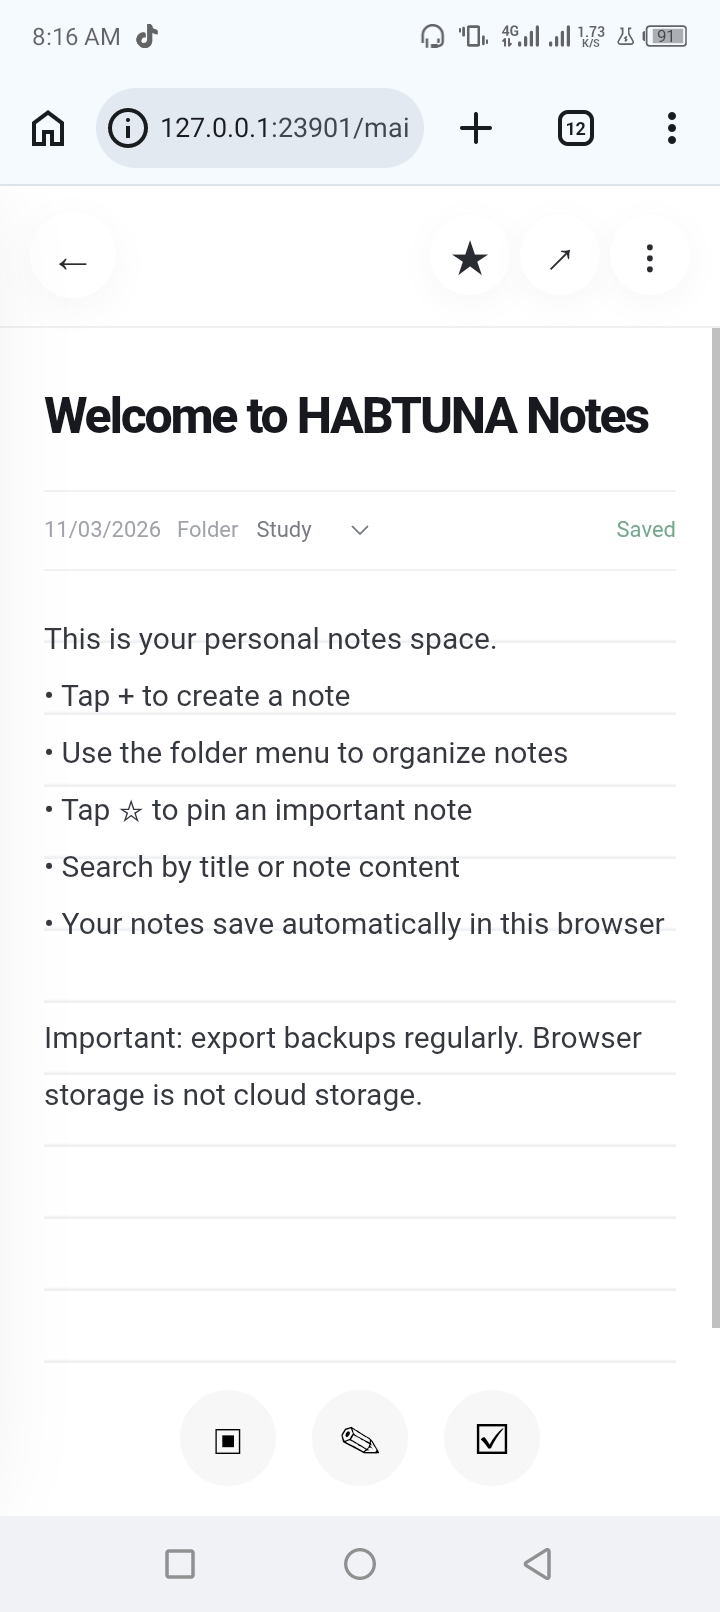 8:16 AM 4G 1.73 K/S 91
127.0.0.1:23901/mai 12
Welcome to HABTUNA Notes
11/03/2026 Folder Study Saved
This is your personal notes space.
• Tap + to create a note
• Use the folder menu to organize notes
• Tap ☆ to pin an important note
• Search by title or note content
• Your notes save automatically in this browser
Important: export backups regularly. Browser
storage is not cloud storage.